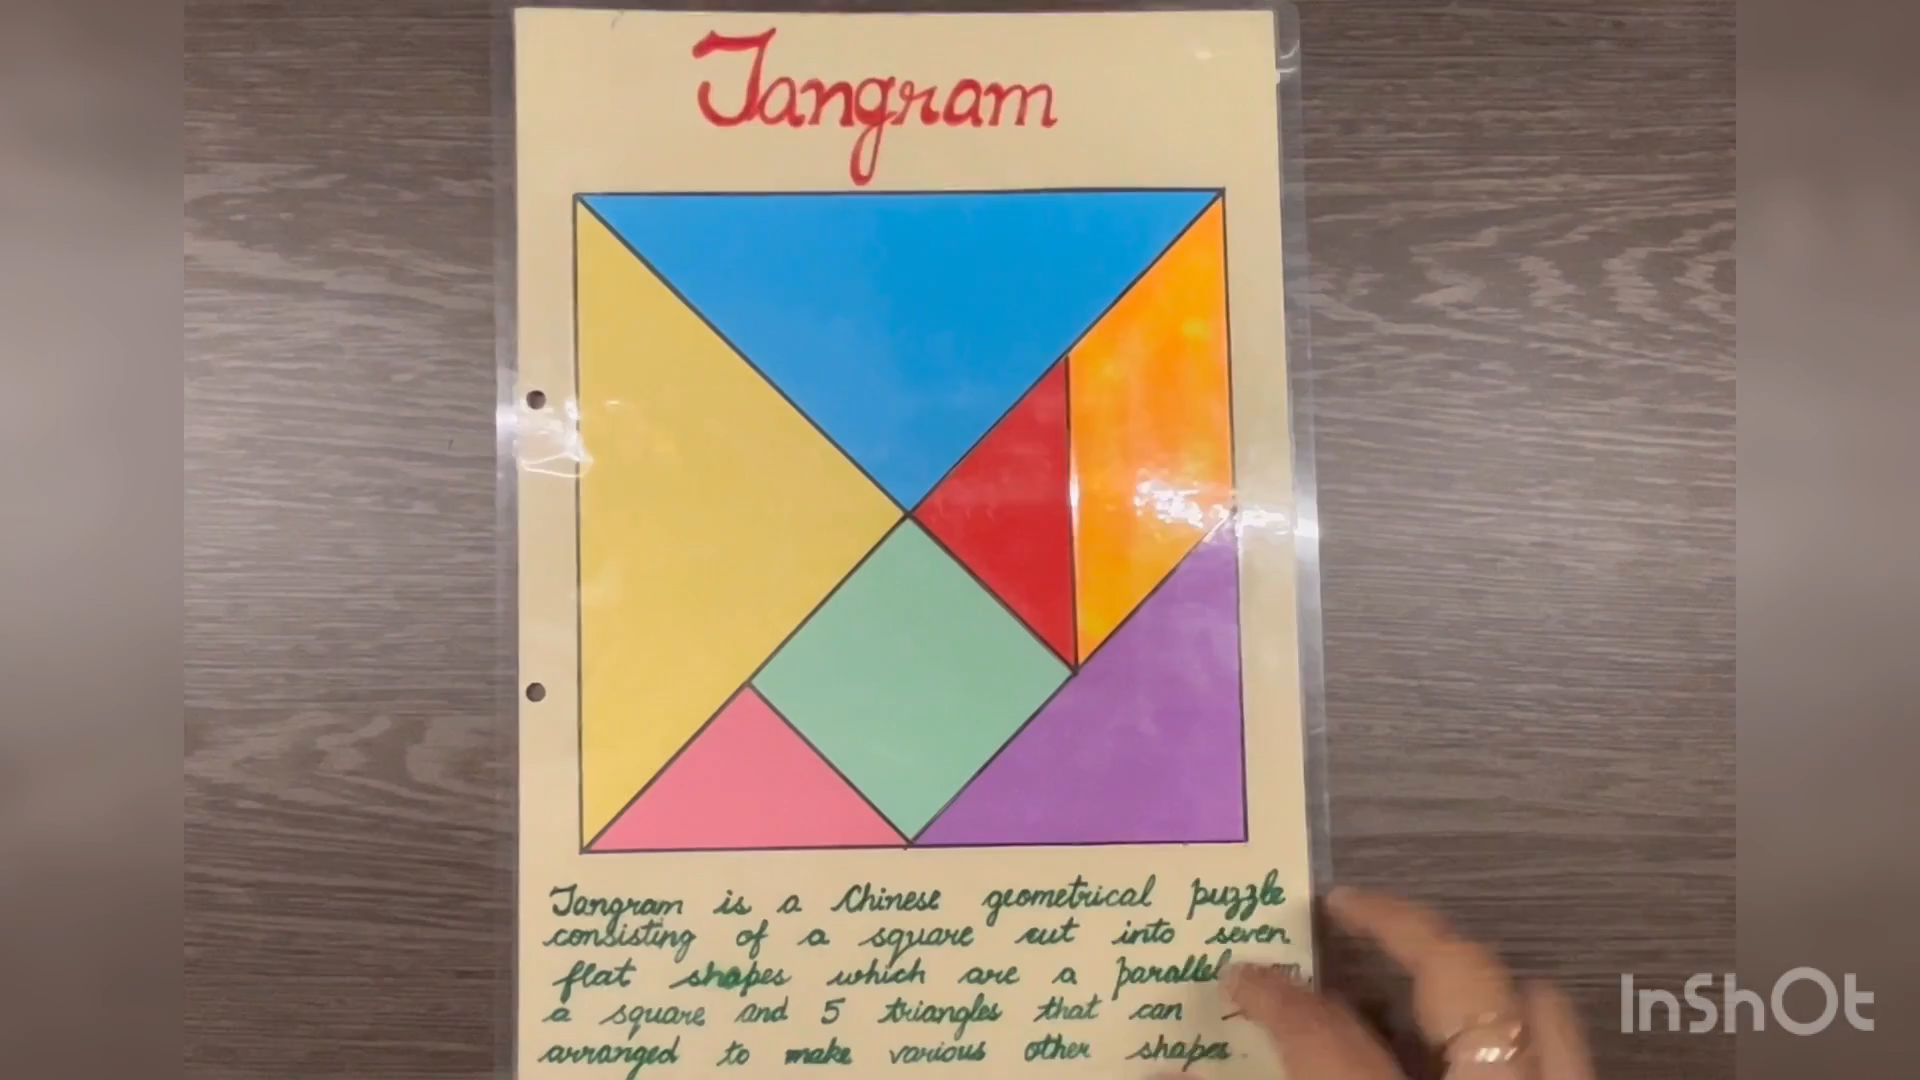 Tangram
Tangram is a Chinese geometrical puzzle
consisting of a square cut into seven
flat shapes which are a
a square and 5 triangles that can
arranged to make various other shapes.
InShOt